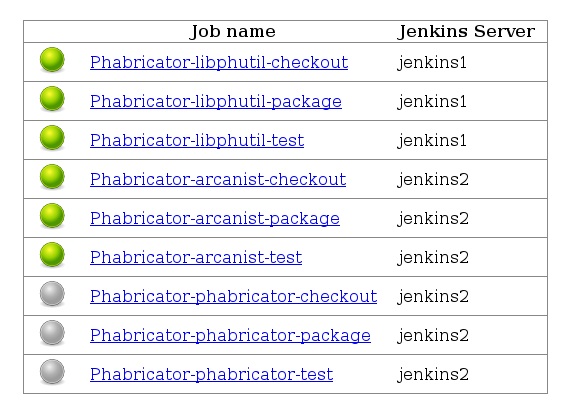 Job name Jenkins Server
Phabricator-libphutil-checkout jenkins1
Phabricator-libphutil-package jenkins1
Phabricator-libphutil-test jenkins1
Phabricator-arcanist-checkout jenkins2
Phabricator-arcanist-package jenkins2
Phabricator-arcanist-test jenkins2
Phabricator-phabricator-checkout jenkins2
Phabricator-phabricator-package jenkins2
Phabricator-phabricator-test jenkins2